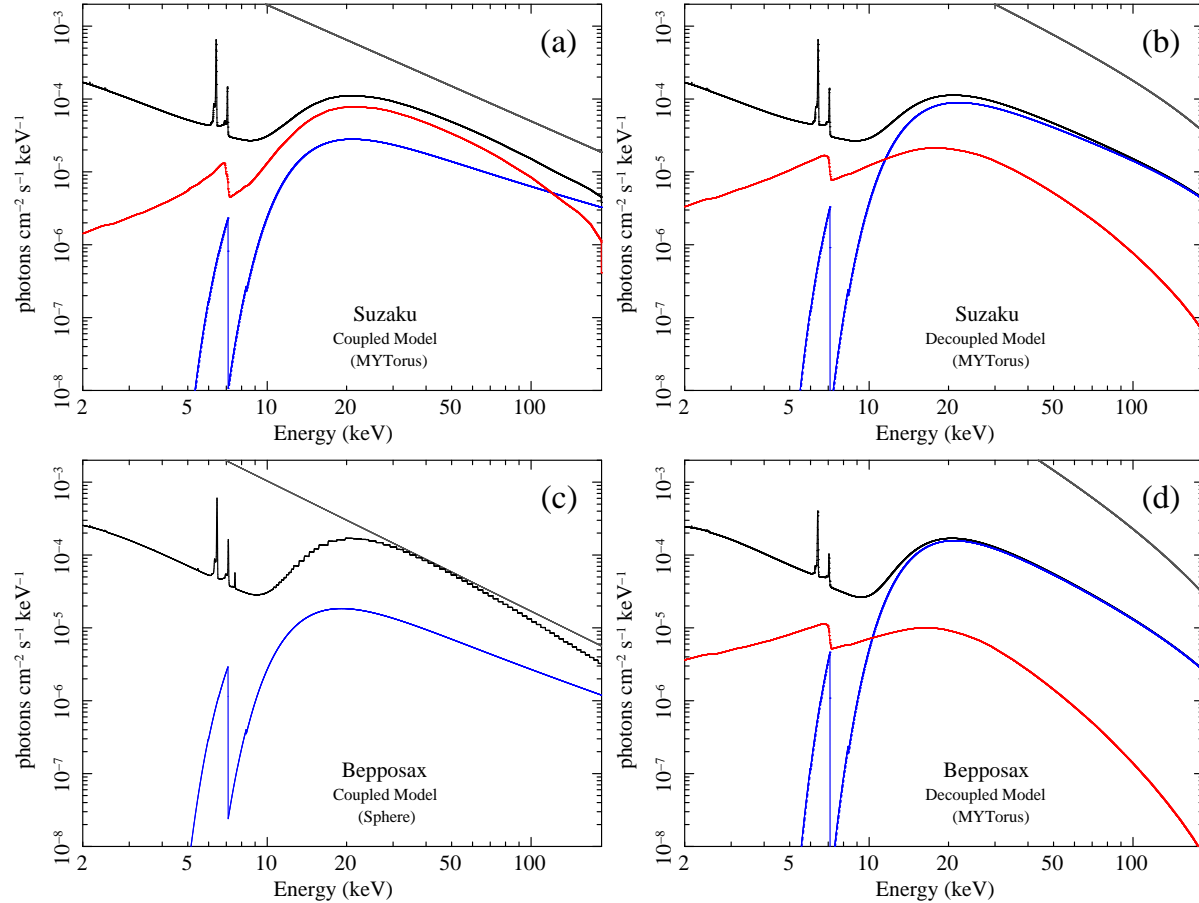 (a)
photons cm⁻² s⁻¹ keV⁻¹
10⁻³
10⁻⁴
10⁻⁵
10⁻⁶
10⁻⁷
10⁻⁸
Suzaku
Coupled Model
(MYTorus)
2 5 10 20 50 100
Energy (keV)
(b)
photons cm⁻² s⁻¹ keV⁻¹
10⁻³
10⁻⁴
10⁻⁵
10⁻⁶
10⁻⁷
10⁻⁸
Suzaku
Decoupled Model
(MYTorus)
2 5 10 20 50 100
Energy (keV)
(c)
photons cm⁻² s⁻¹ keV⁻¹
10⁻³
10⁻⁴
10⁻⁵
10⁻⁶
10⁻⁷
10⁻⁸
Bepposax
Coupled Model
(Sphere)
2 5 10 20 50 100
Energy (keV)
(d)
photons cm⁻² s⁻¹ keV⁻¹
10⁻³
10⁻⁴
10⁻⁵
10⁻⁶
10⁻⁷
10⁻⁸
Bepposax
Decoupled Model
(MYTorus)
2 5 10 20 50 100
Energy (keV)